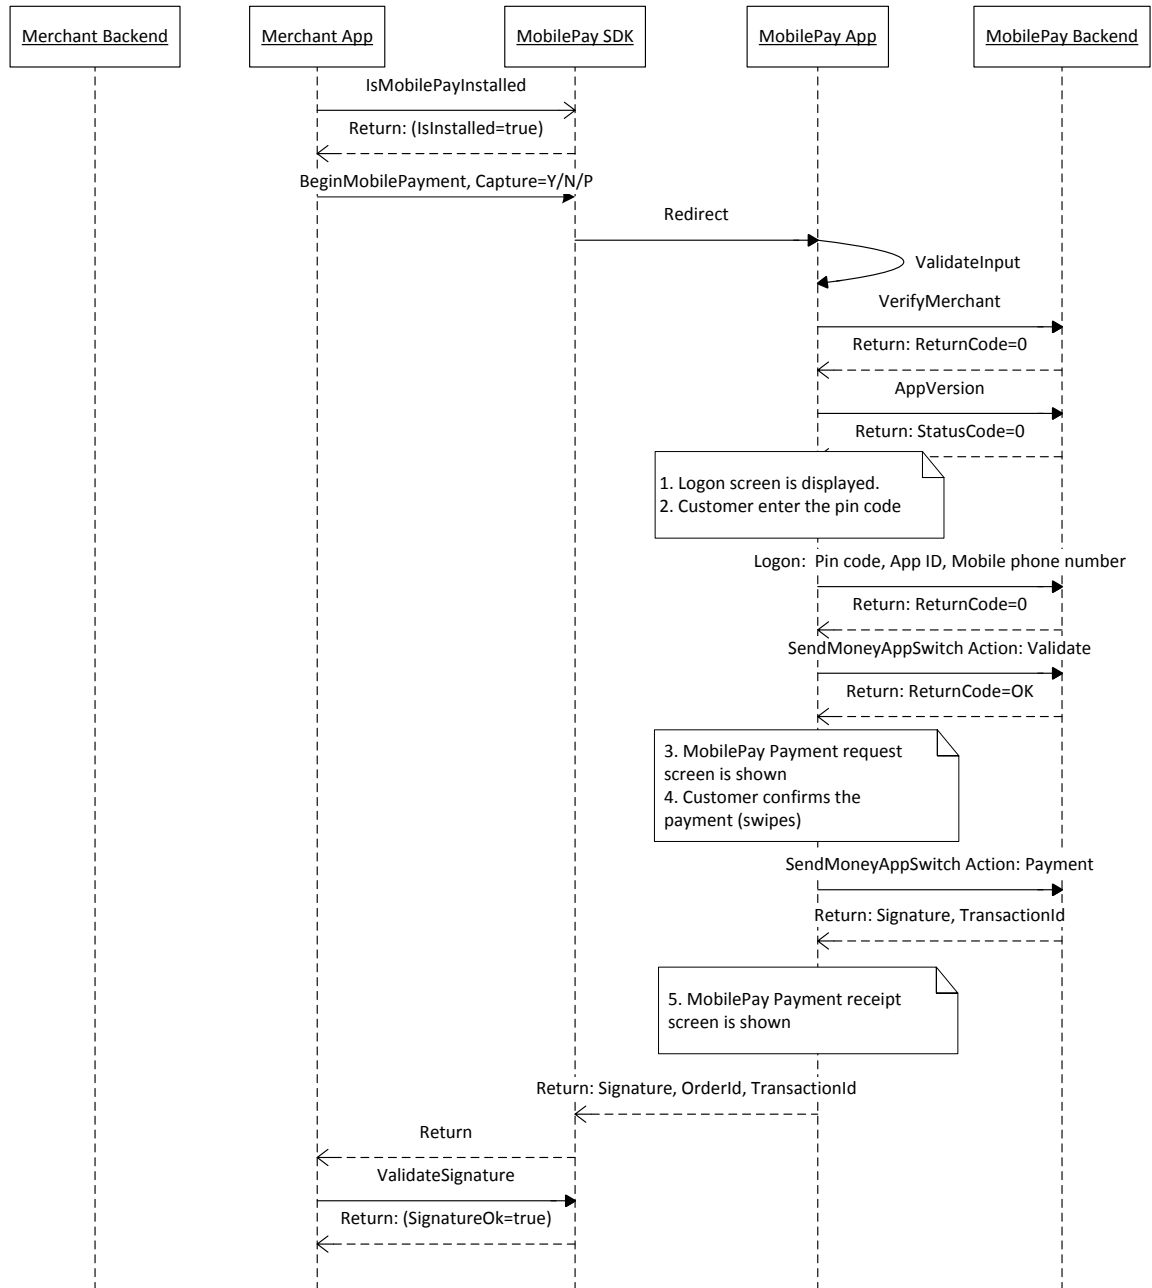 Merchant Backend
Merchant App
MobilePay SDK
MobilePay App
MobilePay Backend
IsMobilePayInstalled
Return: (IsInstalled=true)
BeginMobilePayment, Capture=Y/N/P
Redirect
ValidateInput
VerifyMerchant
Return: ReturnCode=0
AppVersion
Return: StatusCode=0
1. Logon screen is displayed.
2. Customer enter the pin code
Logon:  Pin code, App ID, Mobile phone number
Return: ReturnCode=0
SendMoneyAppSwitch Action: Validate
Return: ReturnCode=OK
3. MobilePay Payment request
screen is shown
4. Customer confirms the
payment (swipes)
SendMoneyAppSwitch Action: Payment
Return: Signature, TransactionId
5. MobilePay Payment receipt
screen is shown
Return: Signature, OrderId, TransactionId
Return
ValidateSignature
Return: (SignatureOk=true)